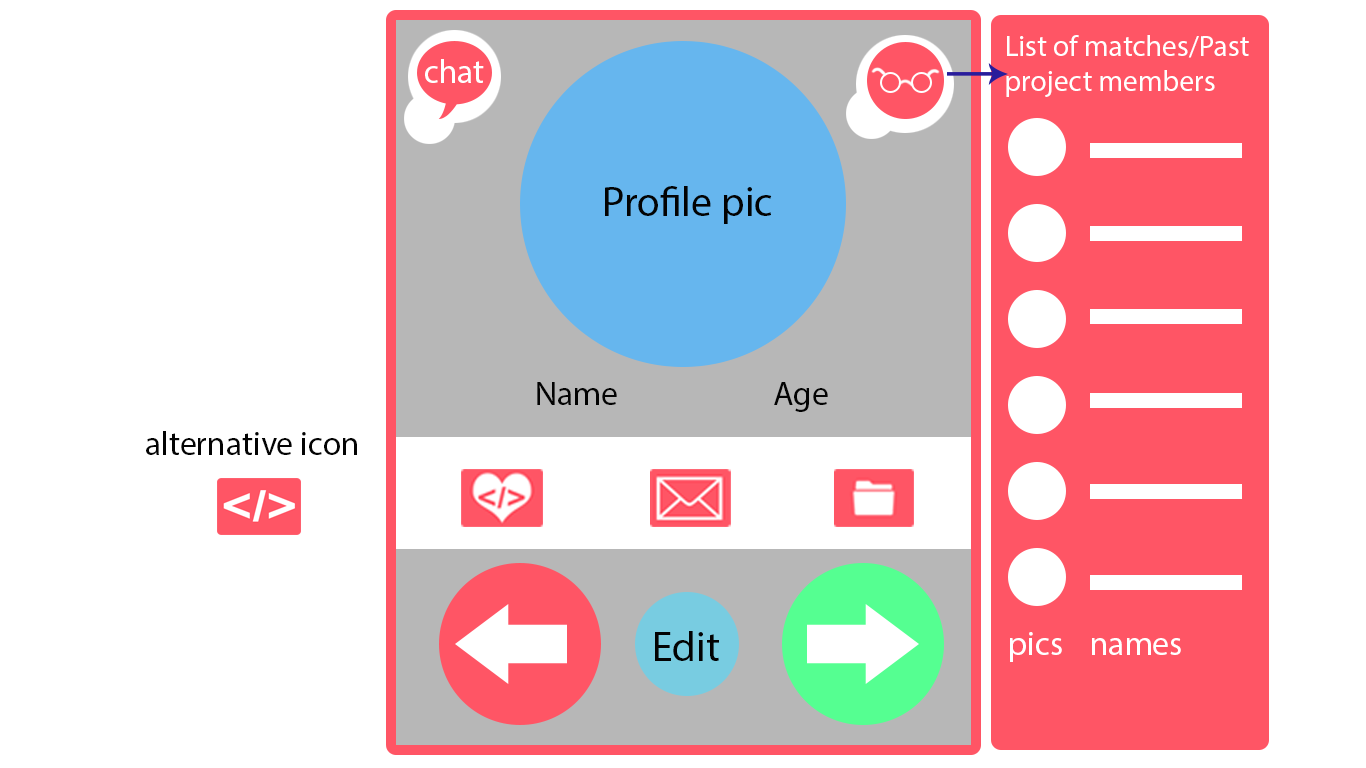 chat
List of matches/Past
project members
Profile pic
Name
Age
alternative icon
</>
</>
Edit
pics
names